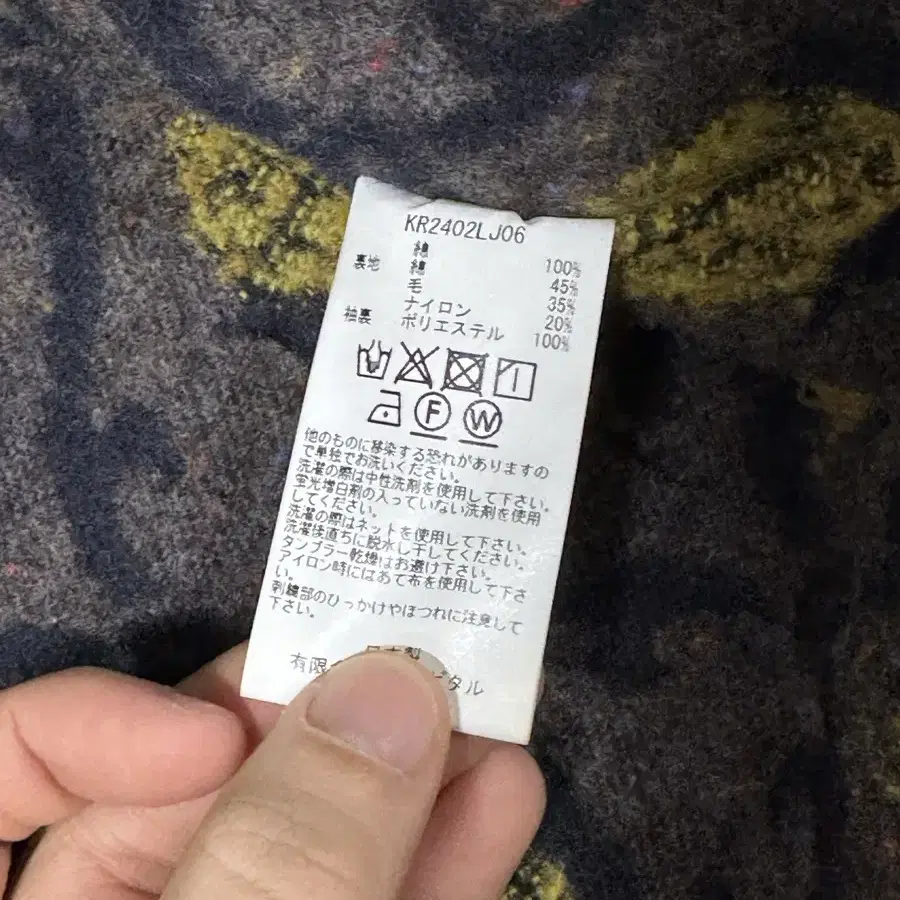 KR2402LJ06
綿 100%
裏地 綿 45%
毛 35%
ナイロン 20%
袖裏 ポリエステル 100%
F W
他のものに移染する恐れがありますの
で単独でお洗いください。
洗濯の際は中性洗剤を使用して下さい。
蛍光増白剤の入っていない洗剤を使用
してください。
洗濯の際はネットを使用して下さい。
洗濯後直ちに脱水し干してください。
タンブラー乾燥はお避け下さい。
アイロン時にはあて布を使用して下さ
い。
刺繍部のひっかけやほつれに注意して
下さい。
日本製
有限 ピタル